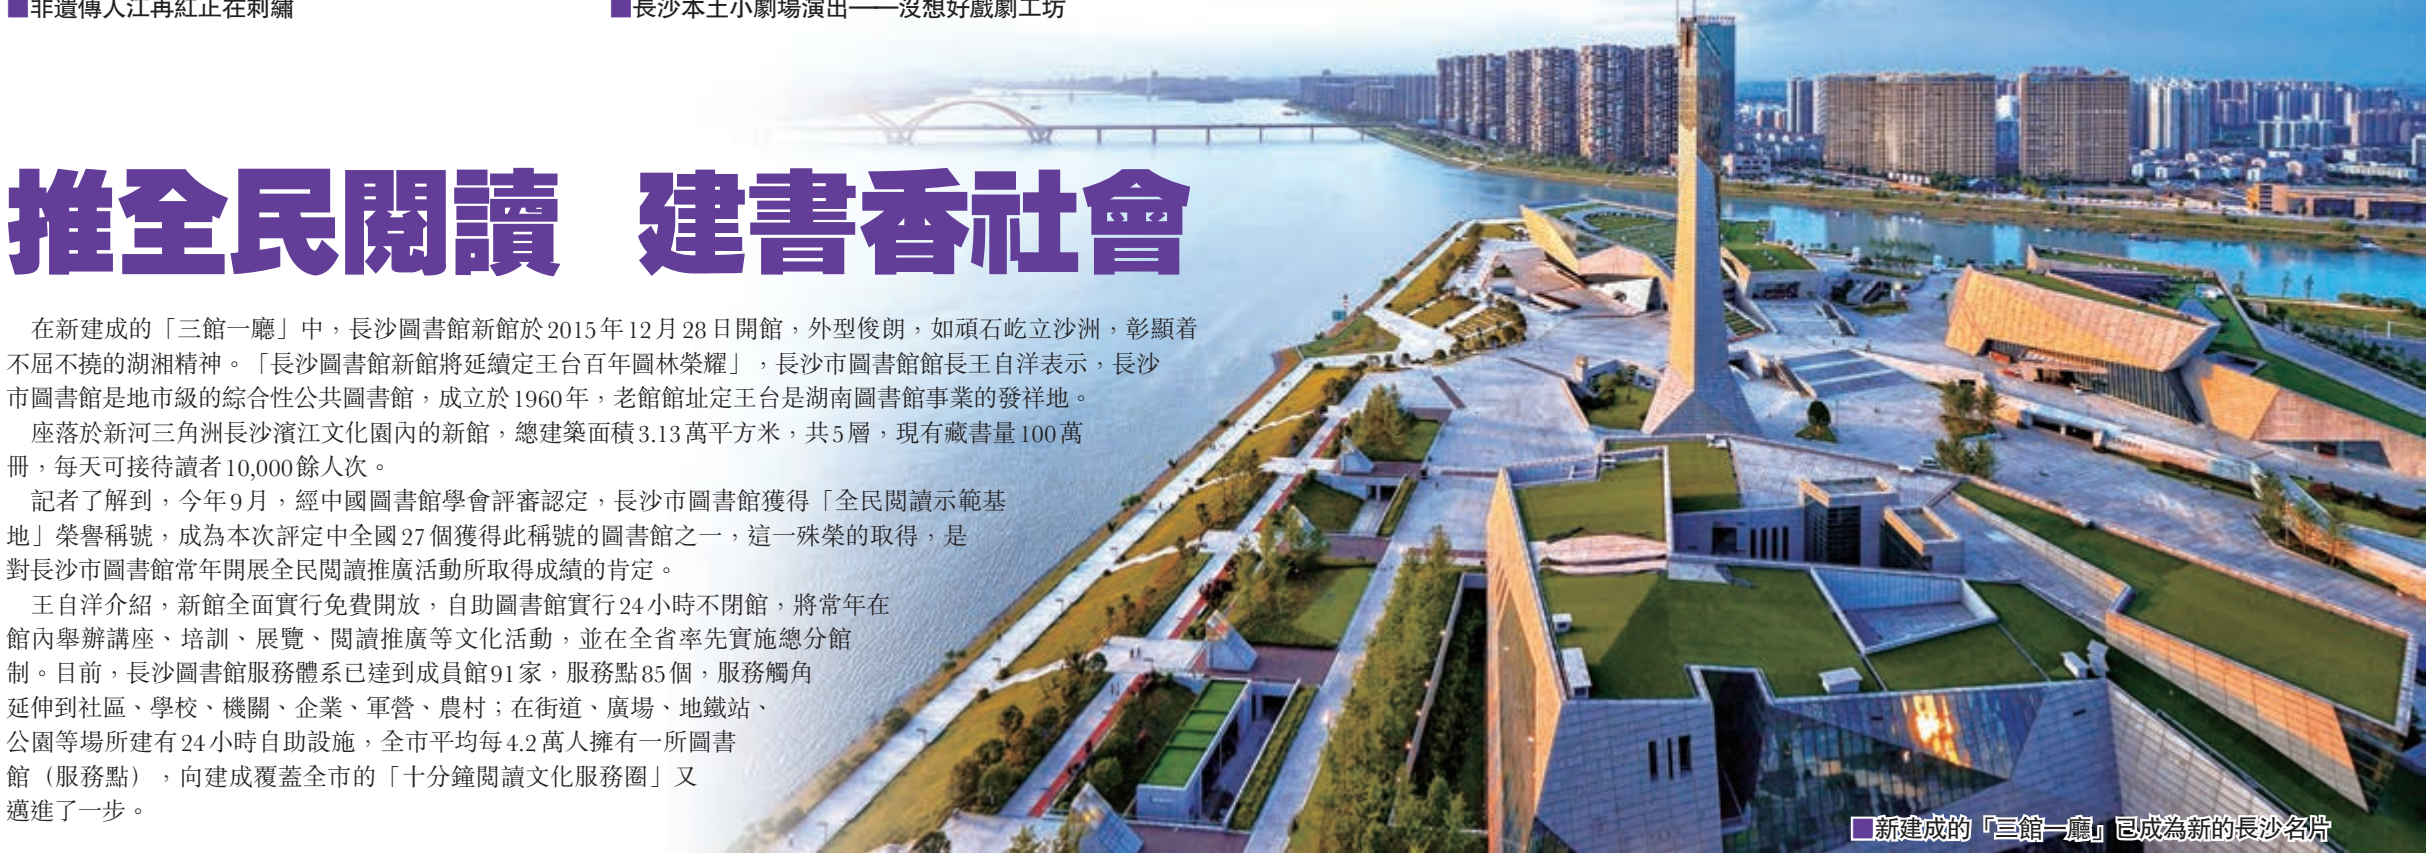 ■非遺傳人江再紅正在刺繡
■長沙本土小劇場演出——沒想好戲劇工坊
推全民閱讀 建書香社會
在新建成的「三館一廳」中，長沙圖書館新館於2015年12月28日開館，外型俊朗，如頑石屹立沙洲，彰顯着
不屈不撓的湖湘精神。「長沙圖書館新館將延續定王台百年圖林榮耀」，長沙市圖書館館長王自洋表示，長沙
市圖書館是地市級的綜合性公共圖書館，成立於1960年，老館館址定王台是湖南圖書館事業的發祥地。
座落於新河三角洲長沙濱江文化園內的新館，總建築面積3.13萬平方米，共5層，現有藏書量100萬
冊，每天可接待讀者10,000餘人次。
記者了解到，今年9月，經中國圖書館學會評審認定，長沙市圖書館獲得「全民閱讀示範基
地」榮譽稱號，成為本次評定中全國27個獲得此稱號的圖書館之一，這一殊榮的取得，是
對長沙市圖書館常年開展全民閱讀推廣活動所取得成績的肯定。
王自洋介紹，新館全面實行免費開放，自助圖書館實行24小時不閉館，將常年在
館內舉辦講座、培訓、展覽、閱讀推廣等文化活動，並在全省率先實施總分館
制。目前，長沙圖書館服務體系已達到成員館91家，服務點85個，服務觸角
延伸到社區、學校、機關、企業、軍營、農村；在街道、廣場、地鐵站、
公園等場所建有24小時自助設施，全市平均每4.2萬人擁有一所圖書
館（服務點），向建成覆蓋全市的「十分鐘閱讀文化服務圈」又
邁進了一步。
■新建成的「三館一廳」已成為新的長沙名片